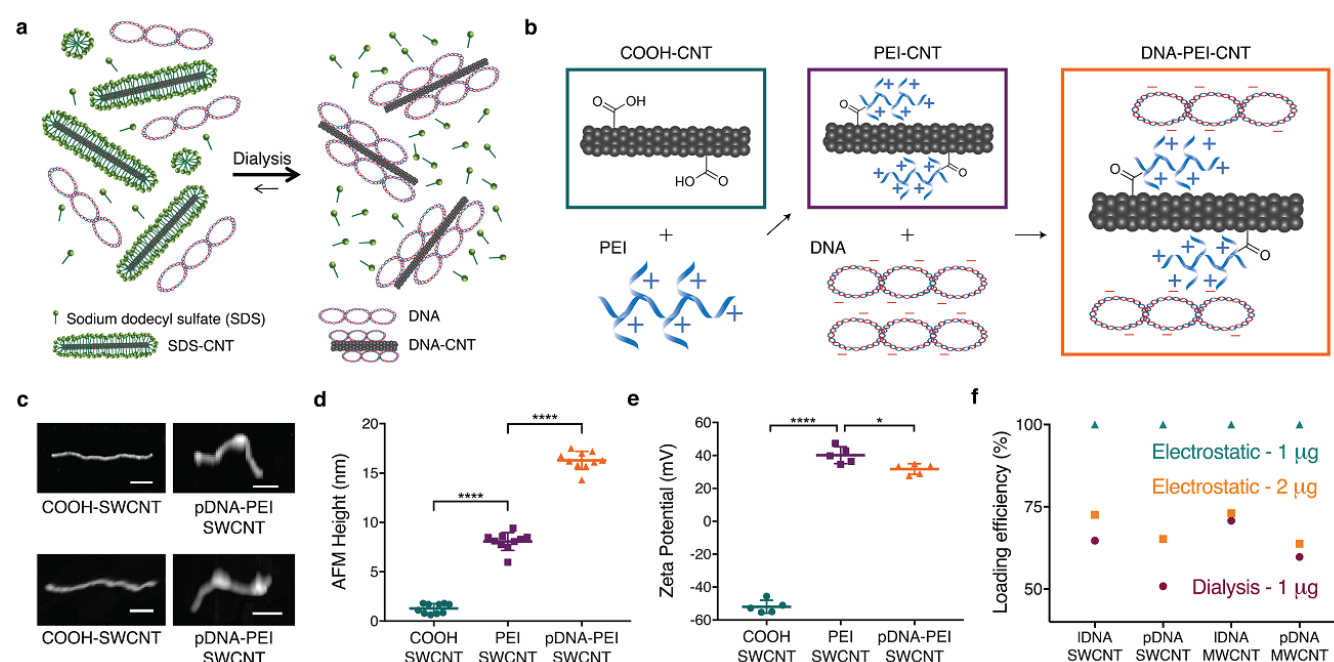 a
Dialysis
Sodium dodecyl sulfate (SDS)
SDS-CNT
DNA
DNA-CNT
b
COOH-CNT
PEI-CNT
DNA-PEI-CNT
O
OH
HO
O
O
O
O
O
PEI
+
DNA
+
c
COOH-SWCNT
pDNA-PEI
SWCNT
COOH-SWCNT
pDNA-PEI
SWCNT
d
AFM Height (nm)
20
15
10
5
0
****
****
COOH
SWCNT
PEI
SWCNT
pDNA-PEI
SWCNT
e
Zeta Potential (mV)
60
40
20
0
-20
-40
-60
****
*
COOH
SWCNT
PEI
SWCNT
pDNA-PEI
SWCNT
f
Loading efficiency (%)
100
75
50
Electrostatic - 1 µg
Electrostatic - 2 µg
Dialysis - 1 µg
lDNA
SWCNT
pDNA
SWCNT
lDNA
MWCNT
pDNA
MWCNT